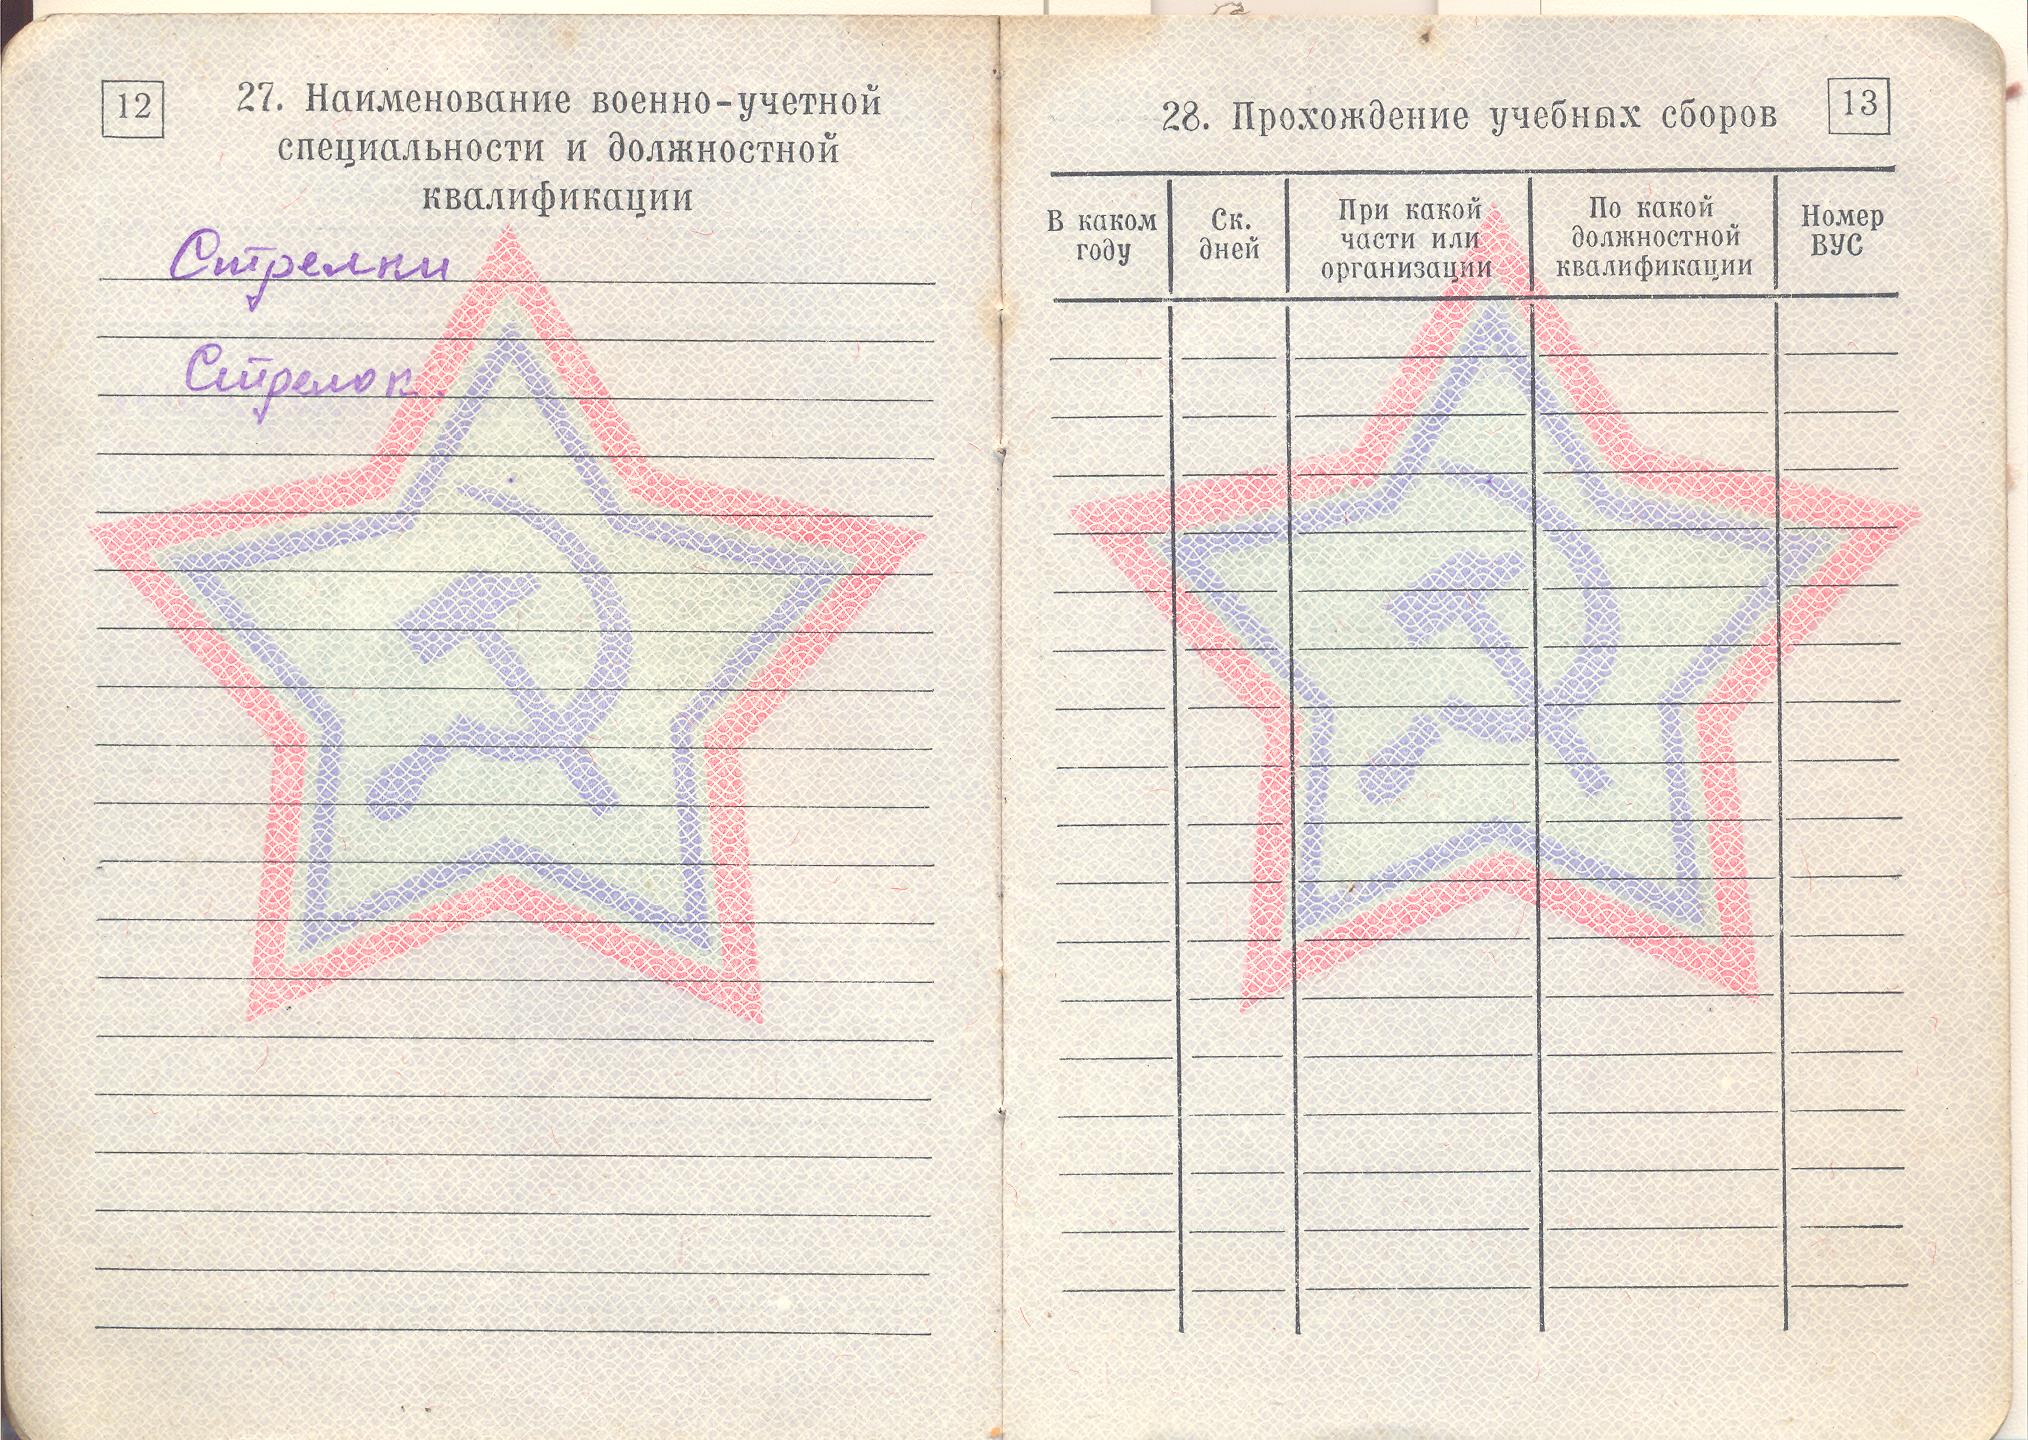 12
27. Наименование военно-учетной
специальности и должностной
квалификации
Стрелки
Стрелок.
28. Прохождение учебных сборов
13
В каком
году
Ск.
дней
При какой
части или
организации
По какой
должностной
квалификации
Номер
ВУС